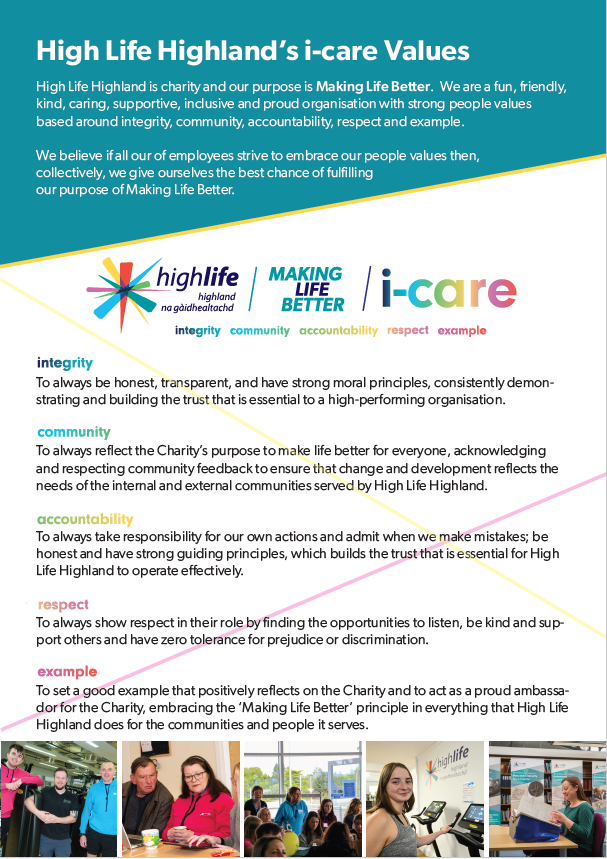 High Life Highland's i-care Values
High Life Highland is charity and our purpose is Making Life Better. We are a fun, friendly,
kind, caring, supportive, inclusive and proud organisation with strong people values
based around integrity, community, accountability, respect and example.
We believe if all our of employees strive to embrace our people values then,
collectively, we give ourselves the best chance of fulfilling
our purpose of Making Life Better.
highlife
highland
na gàidhealtachd
MAKING
LIFE
BETTER
i-care
integrity community accountability respect example
integrity
To always be honest, transparent, and have strong moral principles, consistently demon-
strating and building the trust that is essential to a high-performing organisation.
community
To always reflect the Charity's purpose to make life better for everyone, acknowledging
and respecting community feedback to ensure that change and development reflects the
needs of the internal and external communities served by High Life Highland.
accountability
To always take responsibility for our own actions and admit when we make mistakes; be
honest and have strong guiding principles, which builds the trust that is essential for High
Life Highland to operate effectively.
respect
To always show respect in their role by finding the opportunities to listen, be kind and sup-
port others and have zero tolerance for prejudice or discrimination.
example
To set a good example that positively reflects on the Charity and to act as a proud ambassa-
dor for the Charity, embracing the 'Making Life Better' principle in everything that High Life
Highland does for the communities and people it serves.
highlife
highland
na gàidhealtachd